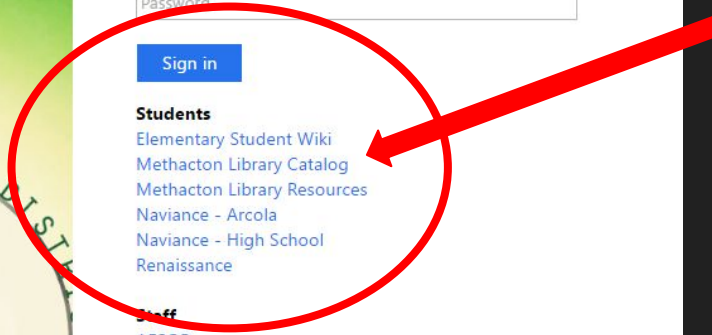 Password
Sign in
Students
Elementary Student Wiki
Methacton Library Catalog
Methacton Library Resources
Naviance - Arcola
Naviance - High School
Renaissance
Staff